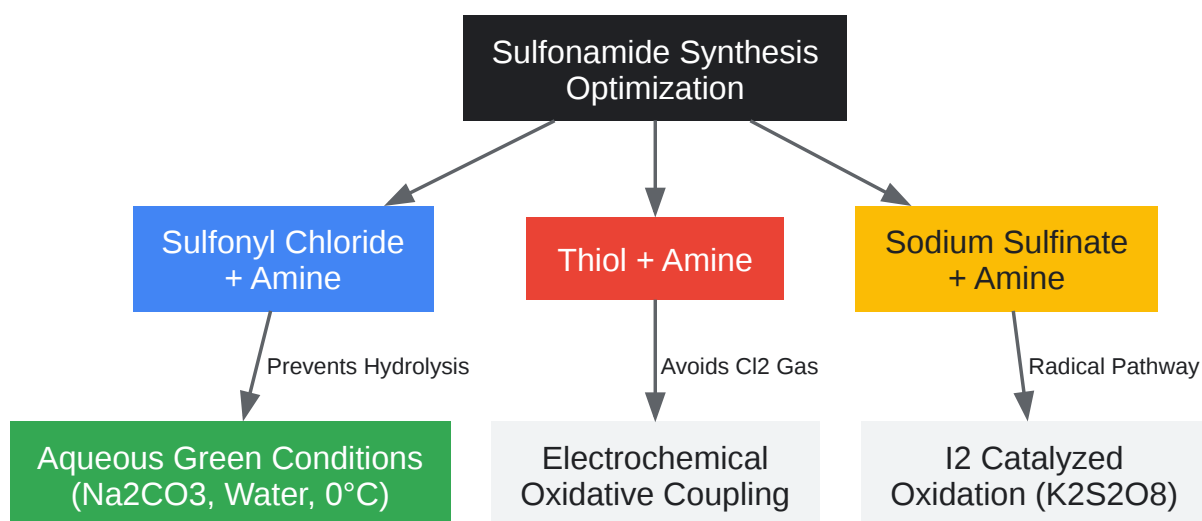 Sulfonamide Synthesis
Optimization
Sulfonyl Chloride
+ Amine
Thiol + Amine
Sodium Sulfinate
+ Amine
Prevents Hydrolysis
Avoids Cl2 Gas
Radical Pathway
Aqueous Green Conditions
(Na2CO3, Water, 0°C)
Electrochemical
Oxidative Coupling
I2 Catalyzed
Oxidation (K2S2O8)